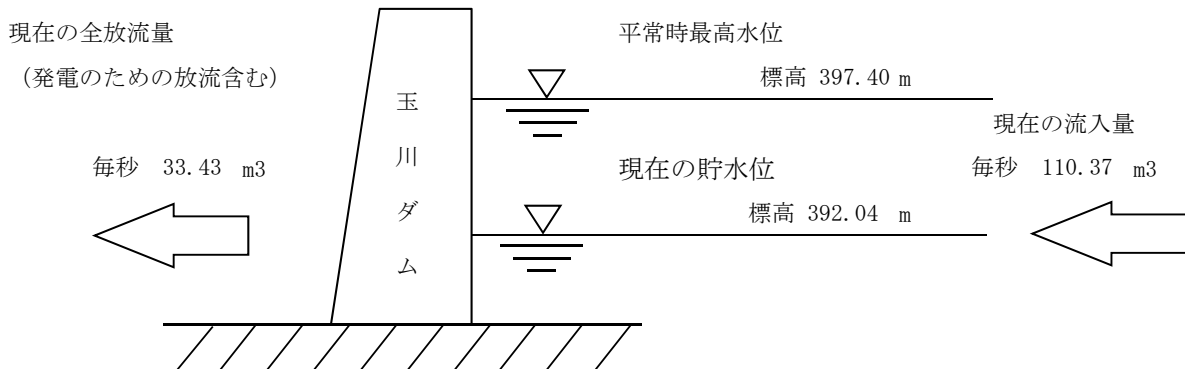 現在の全放流量
（発電のための放流含む）
毎秒 33.43 m3
玉川ダム
平常時最高水位
標高 397.40 m
現在の貯水位
標高 392.04 m
現在の流入量
毎秒 110.37 m3